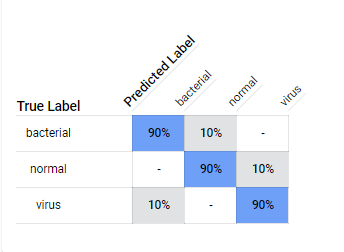 Predicted Label
bacterial
normal
virus
True Label
bacterial 90% 10% -
normal - 90% 10%
virus 10% - 90%